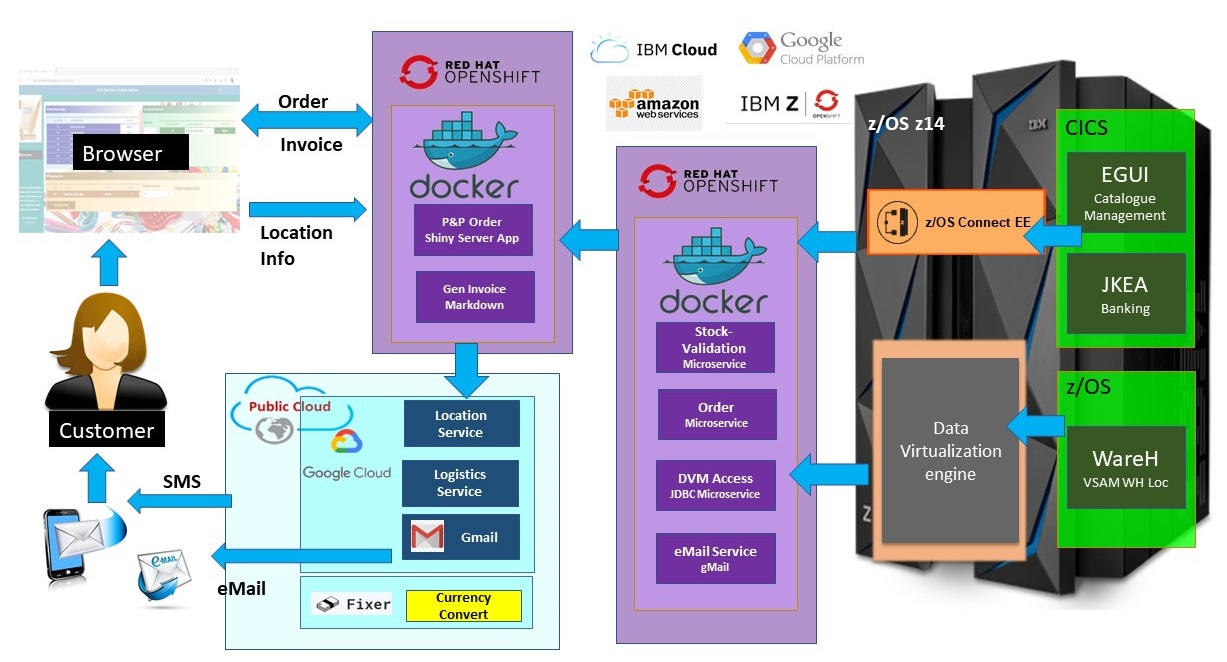 Browser
Order
Invoice
Location
Info
Customer
SMS
eMail
e-MAIL
RED HAT
OPENSHIFT
docker
P&P Order
Shiny Server App
Gen Invoice
Markdown
Public Cloud
Google Cloud
Location
Service
Logistics
Service
Gmail
Fixer
Currency
Convert
IBM Cloud
Google
Cloud Platform
amazon
webservices
IBM Z
OPENSHIFT
RED HAT
OPENSHIFT
docker
Stock-
Validation
Microservice
Order
Microservice
DVM Access
JDBC Microservice
eMail Service
gMail
z/OS z14
IBM
z/OS Connect EE
Data
Virtualization
engine
Z
CICS
EGUI
Catalogue
Management
JKEA
Banking
z/OS
WareH
VSAM WH Loc